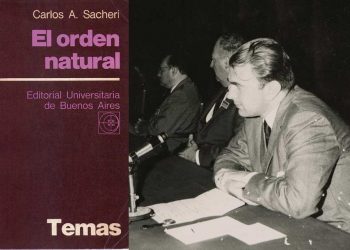 Carlos A. Sacheri
El orden
natural
Editorial Universitaria
de Buenos Aires
Temas